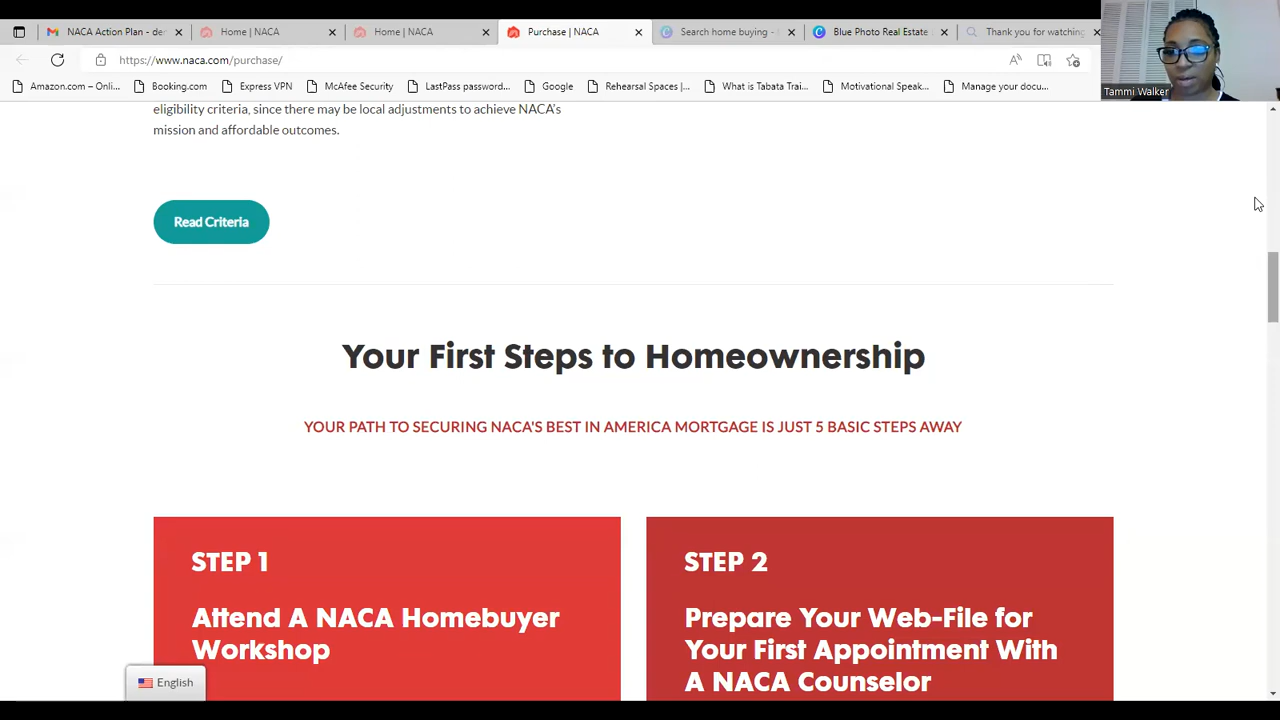 NACA Action Plan - de
Home | NACA
Home |
Purchase | NACA
Search home buying -
Blue Photo Real Estate
Thank you for watching
https://www.naca.com/purchase/
Amazon.com – Onli...
Booking.com
Express VPN
McAfee Security
LastPass password...
Google
Rehearsal Spaces |...
What is Tabata Trai...
Motivational Speak...
Manage your docu...
Tammi Walker
eligibility criteria, since there may be local adjustments to achieve NACA's
mission and affordable outcomes.
Read Criteria
Your First Steps to Homeownership
YOUR PATH TO SECURING NACA'S BEST IN AMERICA MORTGAGE IS JUST 5 BASIC STEPS AWAY
STEP 1
Attend A NACA Homebuyer
Workshop
STEP 2
Prepare Your Web-File for
Your First Appointment With
A NACA Counselor
English